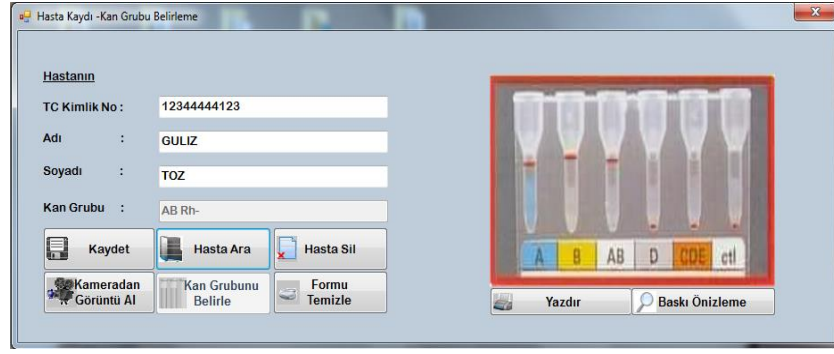 Hasta Kaydı -Kan Grubu Belirleme
Hastanın
TC Kimlik No :
12344444123
Adı :
GULIZ
Soyadı :
TOZ
Kan Grubu :
AB Rh-
Kaydet
Hasta Ara
Hasta Sil
Kameradan
Görüntü Al
Kan Grubunu
Belirle
Formu
Temizle
A B AB D CDE ctl
Yazdır
Baskı Önizleme